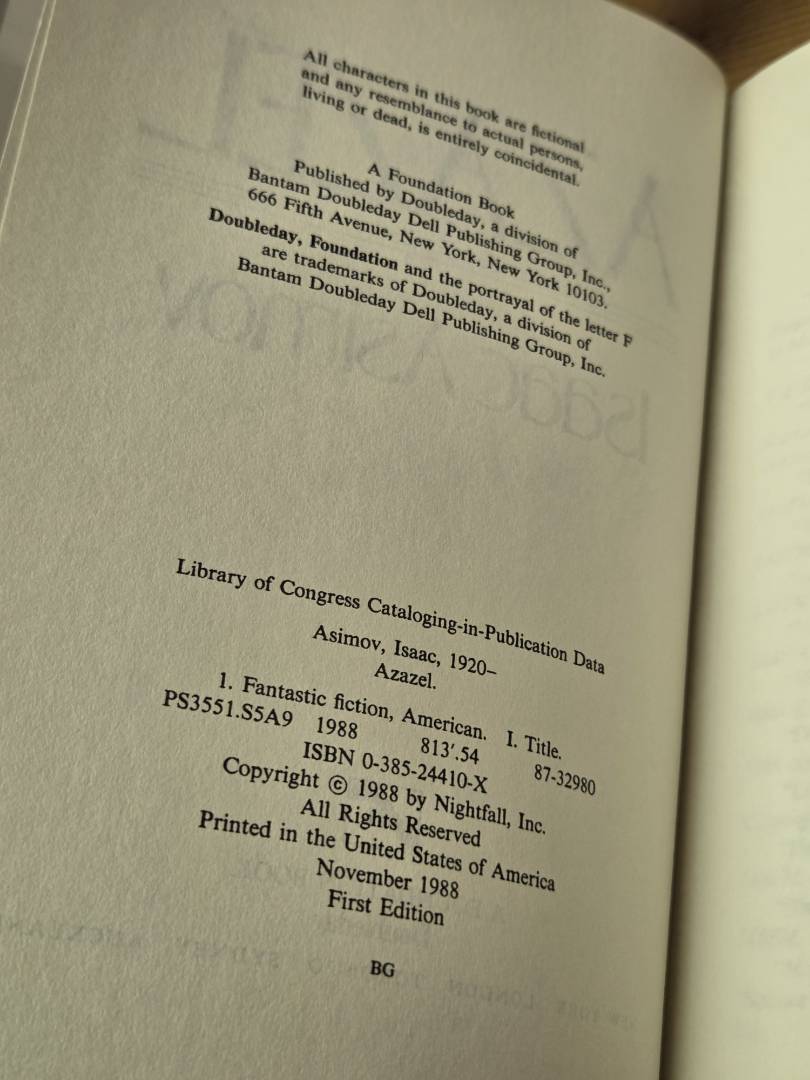 All characters in this book are fictional
and any resemblance to actual persons,
living or dead, is entirely coincidental.
A Foundation Book
Published by Doubleday, a division of
Bantam Doubleday Dell Publishing Group, Inc.,
666 Fifth Avenue, New York, New York 10103.
Doubleday, Foundation and the portrayal of the letter F
are trademarks of Doubleday, a division of
Bantam Doubleday Dell Publishing Group, Inc.
Library of Congress Cataloging-in-Publication Data
Asimov, Isaac, 1920–
Azazel.
1. Fantastic fiction, American. I. Title.
PS3551.S5A9 1988 813′.54 87-32980
ISBN 0-385-24410-X
Copyright © 1988 by Nightfall, Inc.
All Rights Reserved
Printed in the United States of America
November 1988
First Edition
BG